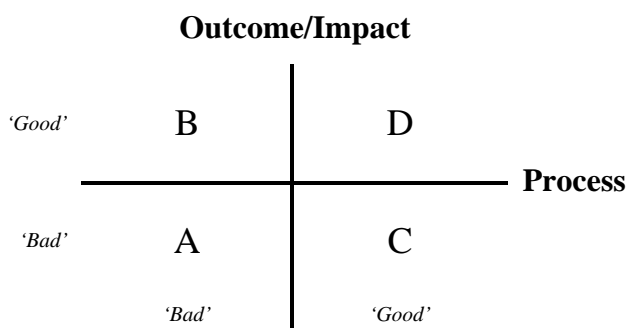 Outcome/Impact
‘Good’ B D
Process
‘Bad’ A C
‘Bad’ ‘Good’